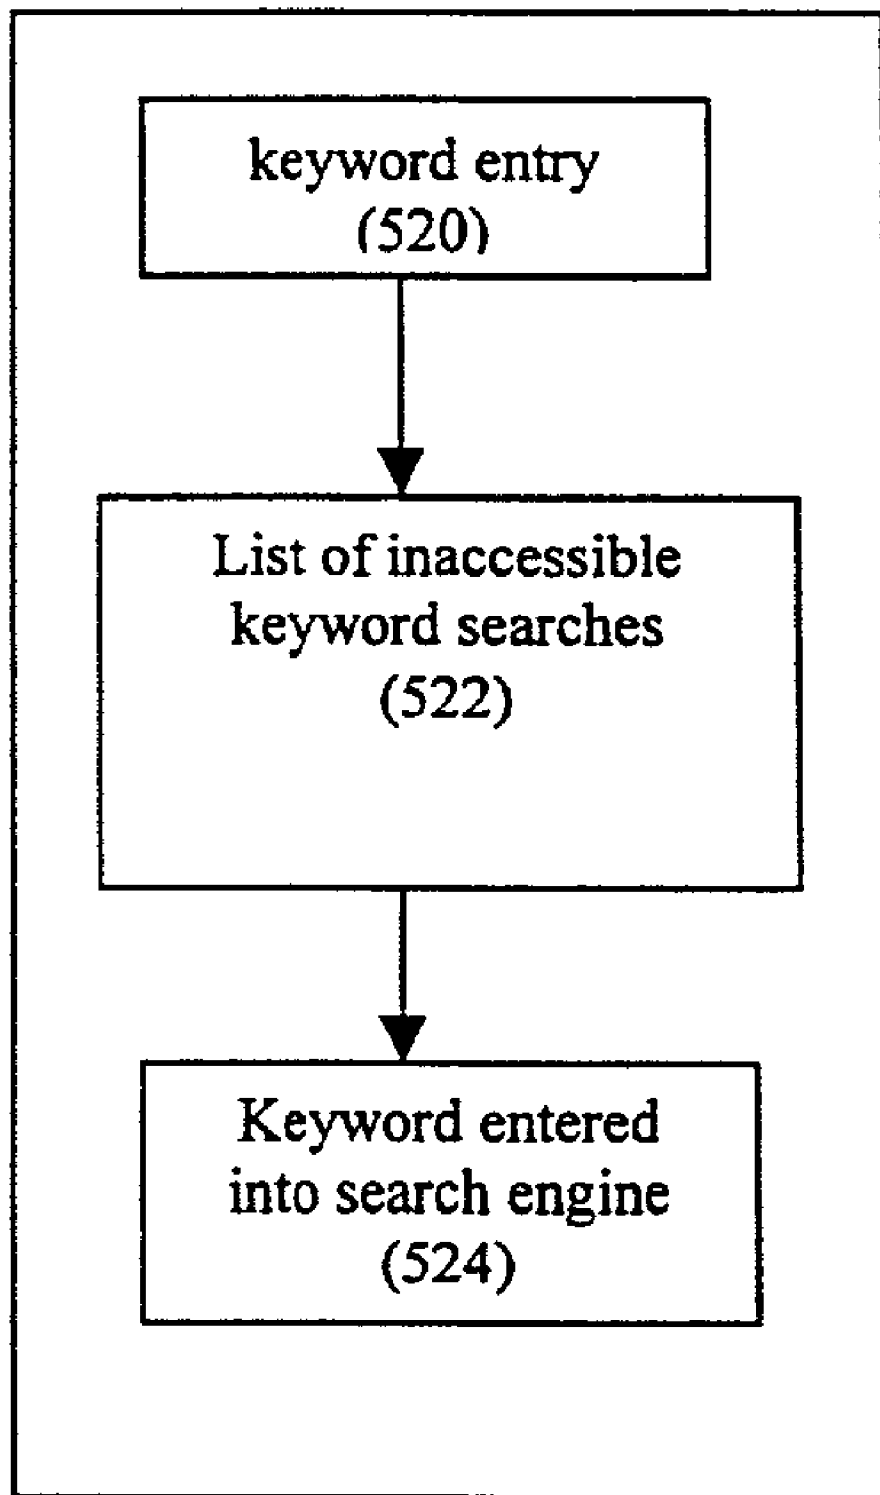 keyword entry
(520)
List of inaccessible
keyword searches
(522)
Keyword entered
into search engine
(524)